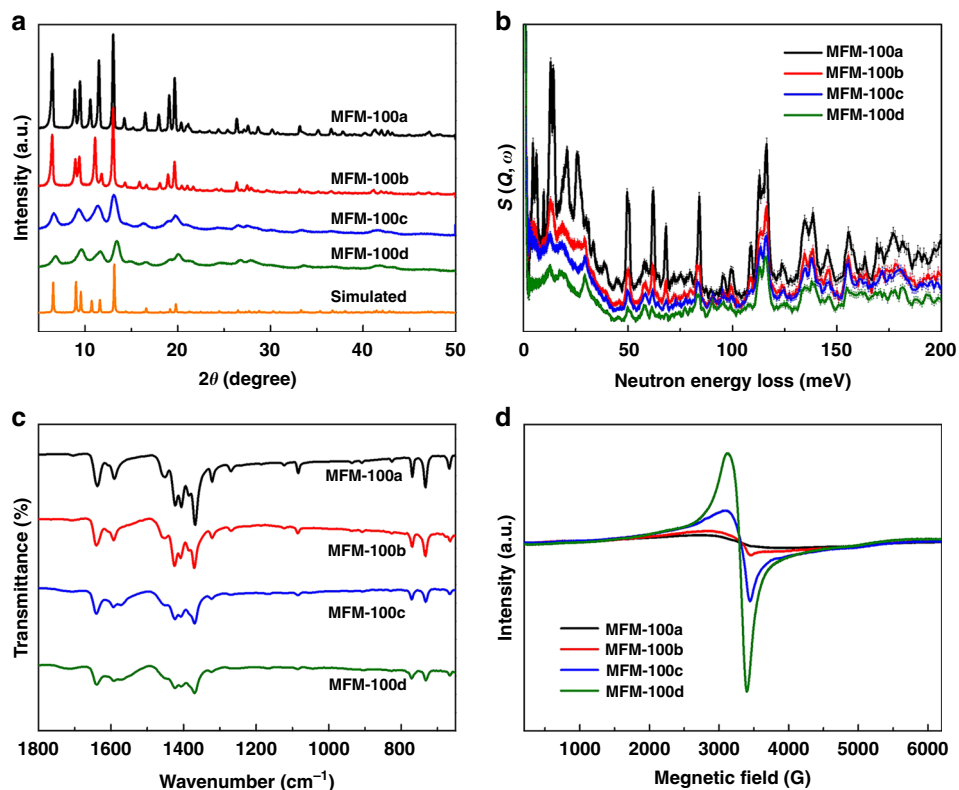 a
Intensity (a.u.)
MFM-100a
MFM-100b
MFM-100c
MFM-100d
Simulated
10 20 30 40 50
2θ (degree)
b
S (Q, ω)
MFM-100a
MFM-100b
MFM-100c
MFM-100d
0 50 100 150 200
Neutron energy loss (meV)
c
Transmittance (%)
MFM-100a
MFM-100b
MFM-100c
MFM-100d
1800 1600 1400 1200 1000 800
Wavenumber (cm⁻¹)
d
Intensity (a.u.)
MFM-100a
MFM-100b
MFM-100c
MFM-100d
1000 2000 3000 4000 5000 6000
Megnetic field (G)